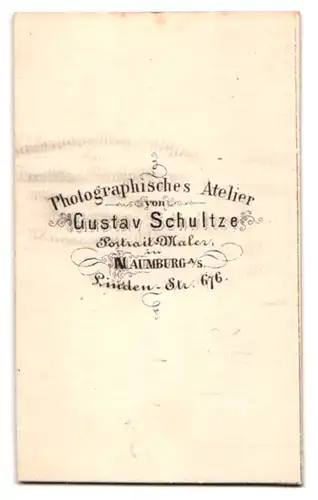 Photographisches Atelier
von
Gustav Schultze
Portrait-Maler,
in
NAUMBURG A/S.
Linden-Str. 676.